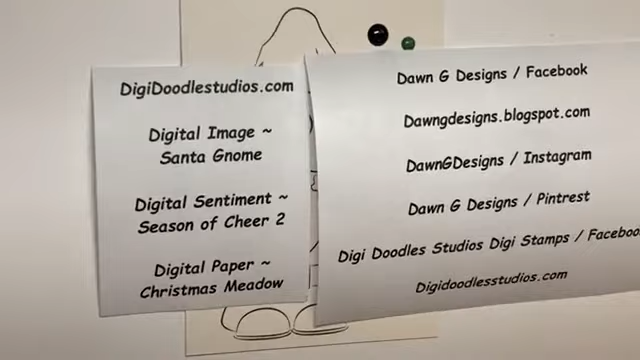 DigiDoodlestudios.com
Digital Image ~
Santa Gnome
Digital Sentiment ~
Season of Cheer 2
Digital Paper ~
Christmas Meadow
Dawn G Designs / Facebook
Dawngdesigns.blogspot.com
DawnGDesigns / Instagram
Dawn G Designs / Pintrest
Digi Doodles Studios Digi Stamps / Faceboo
Digidoodlesstudios.com